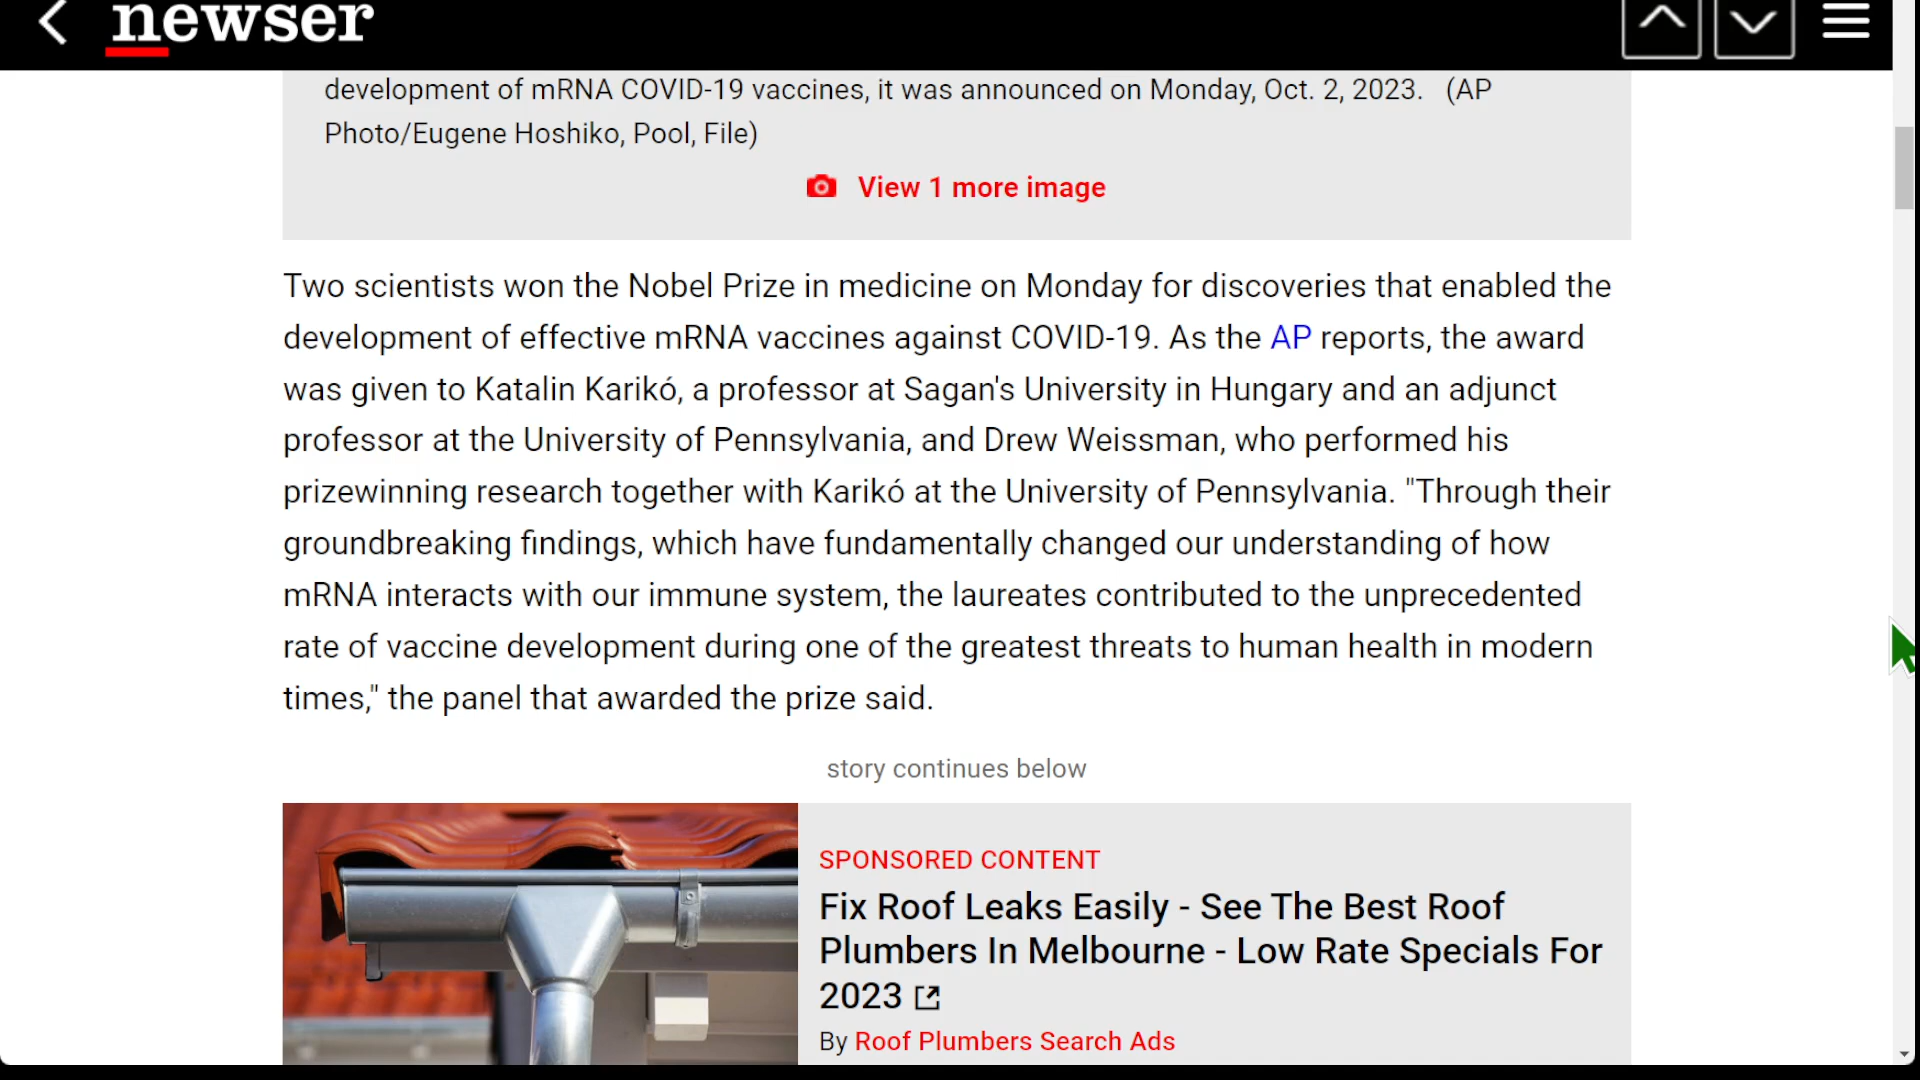 newser
development of mRNA COVID-19 vaccines, it was announced on Monday, Oct. 2, 2023. (AP
Photo/Eugene Hoshiko, Pool, File)
View 1 more image
Two scientists won the Nobel Prize in medicine on Monday for discoveries that enabled the
development of effective mRNA vaccines against COVID-19. As the AP reports, the award
was given to Katalin Karikó, a professor at Sagan's University in Hungary and an adjunct
professor at the University of Pennsylvania, and Drew Weissman, who performed his
prizewinning research together with Karikó at the University of Pennsylvania. "Through their
groundbreaking findings, which have fundamentally changed our understanding of how
mRNA interacts with our immune system, the laureates contributed to the unprecedented
rate of vaccine development during one of the greatest threats to human health in modern
times," the panel that awarded the prize said.
story continues below
SPONSORED CONTENT
Fix Roof Leaks Easily - See The Best Roof
Plumbers In Melbourne - Low Rate Specials For
2023
By Roof Plumbers Search Ads